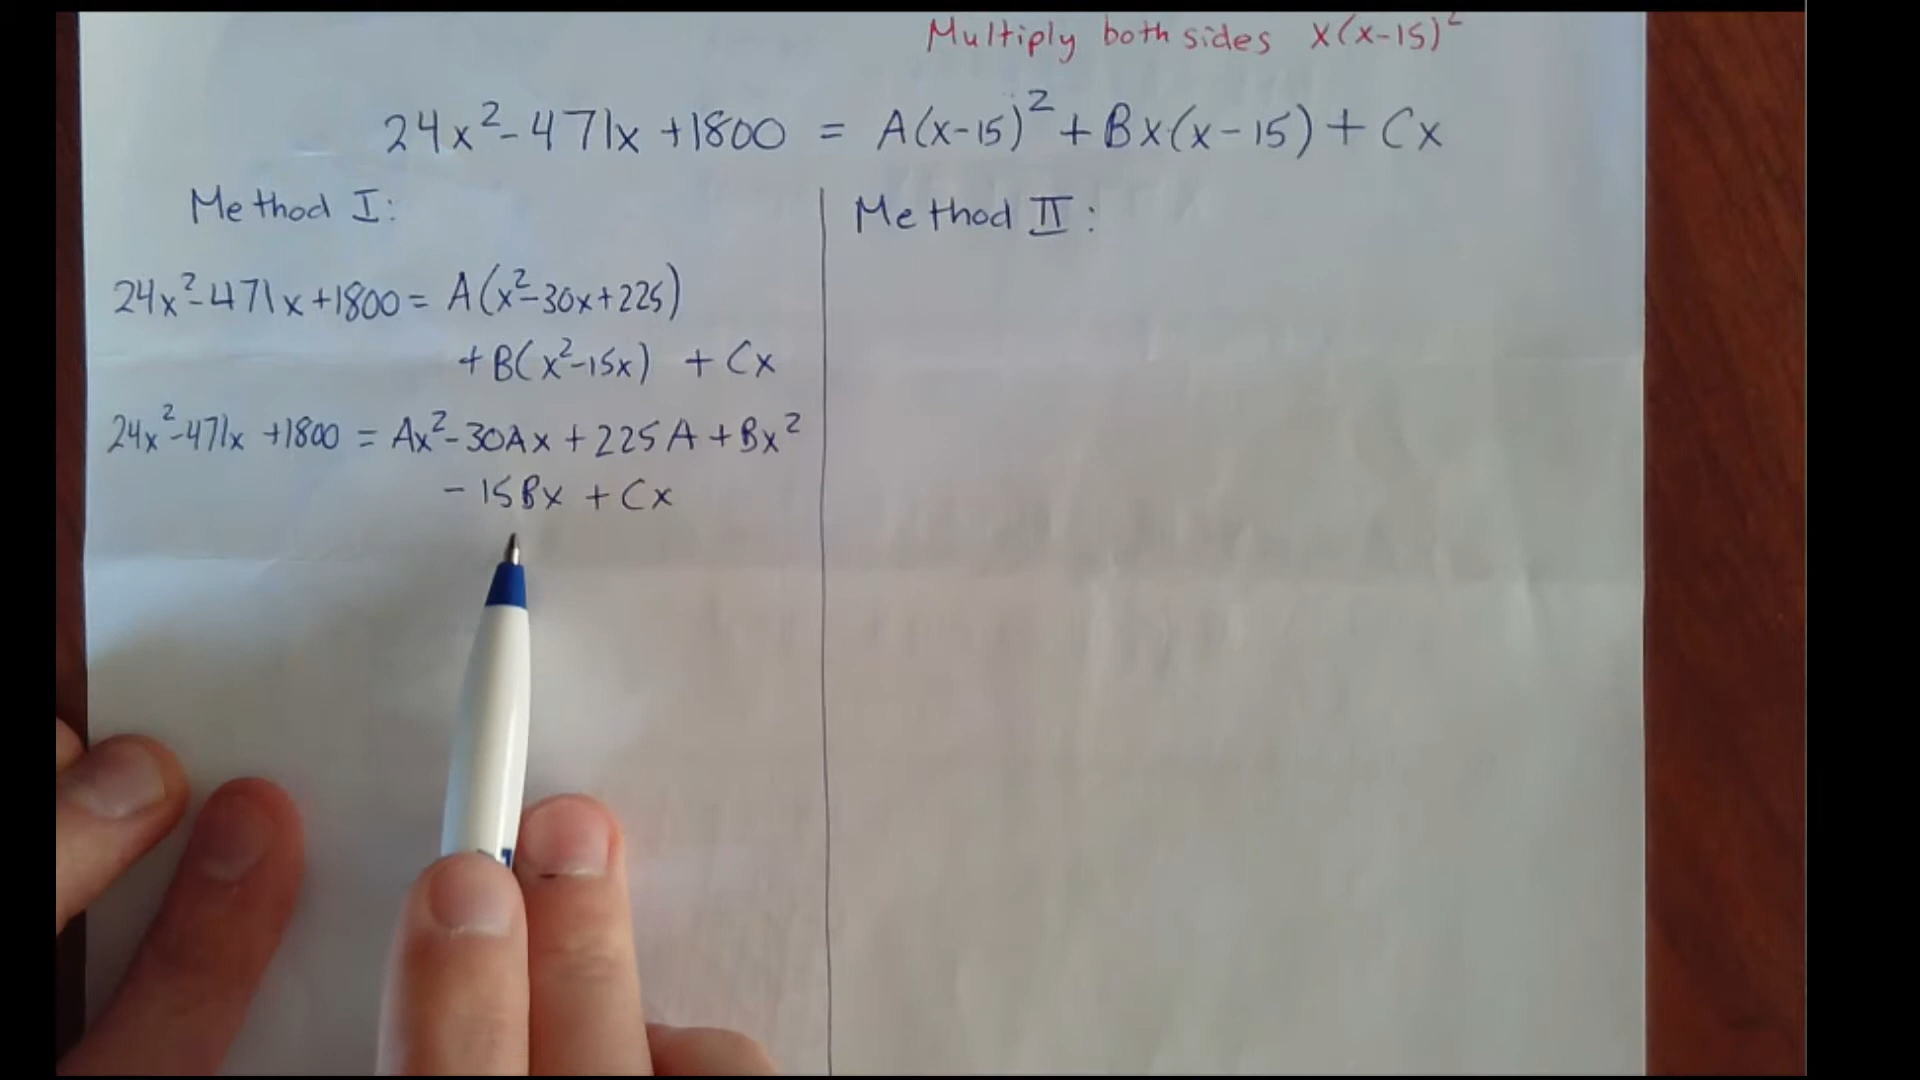 Multiply both sides x(x-15)²
24x² - 471x + 1800 = A(x-15)² + Bx(x-15) + Cx
Method I:
24x² - 471x + 1800 = A(x² - 30x + 225)
+ B(x² - 15x) + Cx
24x² - 471x + 1800 = Ax² - 30Ax + 225A + Bx²
- 15Bx + Cx
Method II: